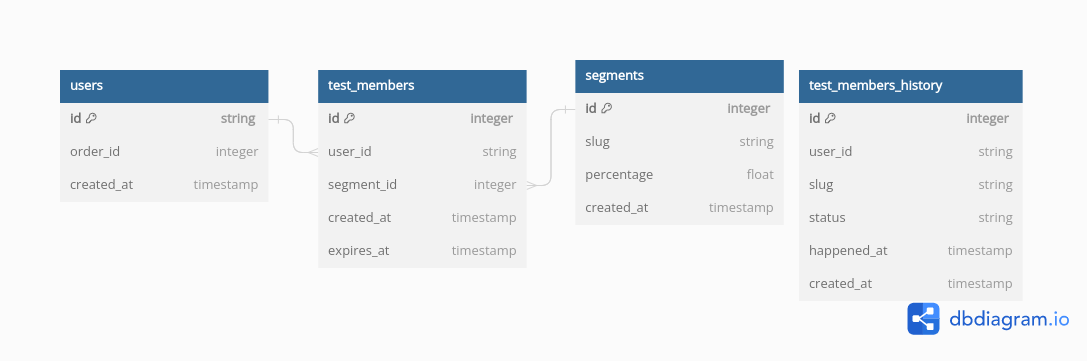 users
id string
order_id integer
created_at timestamp
test_members
id integer
user_id string
segment_id integer
created_at timestamp
expires_at timestamp
segments
id integer
slug string
percentage float
created_at timestamp
test_members_history
id integer
user_id string
slug string
status string
happened_at timestamp
created_at timestamp
dbdiagram.io